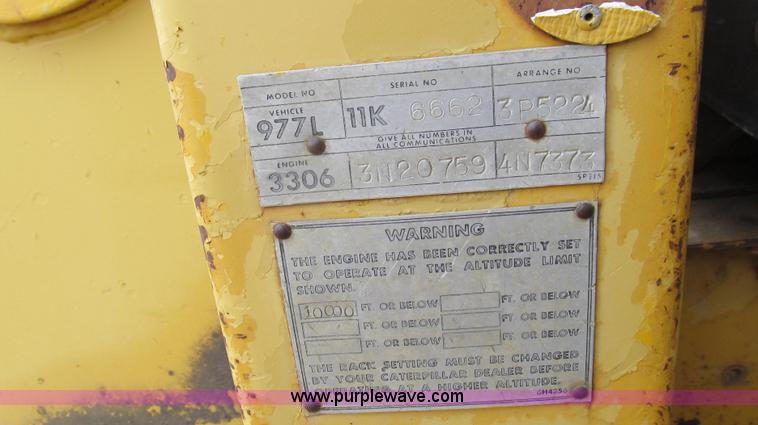 MODEL NO SERIAL NO ARRANGE NO
VEHICLE
977L 11K 6662 3P5224
GIVE ALL NUMBERS IN
ALL COMMUNICATIONS
ENGINE
3306 3N20759 4N7373
WARNING
THE ENGINE HAS BEEN CORRECTLY SET
TO OPERATE AT THE ALTITUDE LIMIT
SHOWN.
10000 FT. OR BELOW FT. OR BELOW
FT. OR BELOW FT. OR BELOW
FT. OR BELOW FT. OR BELOW
THE RACK SETTING MUST BE CHANGED
BY YOUR CATERPILLAR DEALER BEFORE
OPERATING AT A HIGHER ALTITUDE.
www.purplewave.com